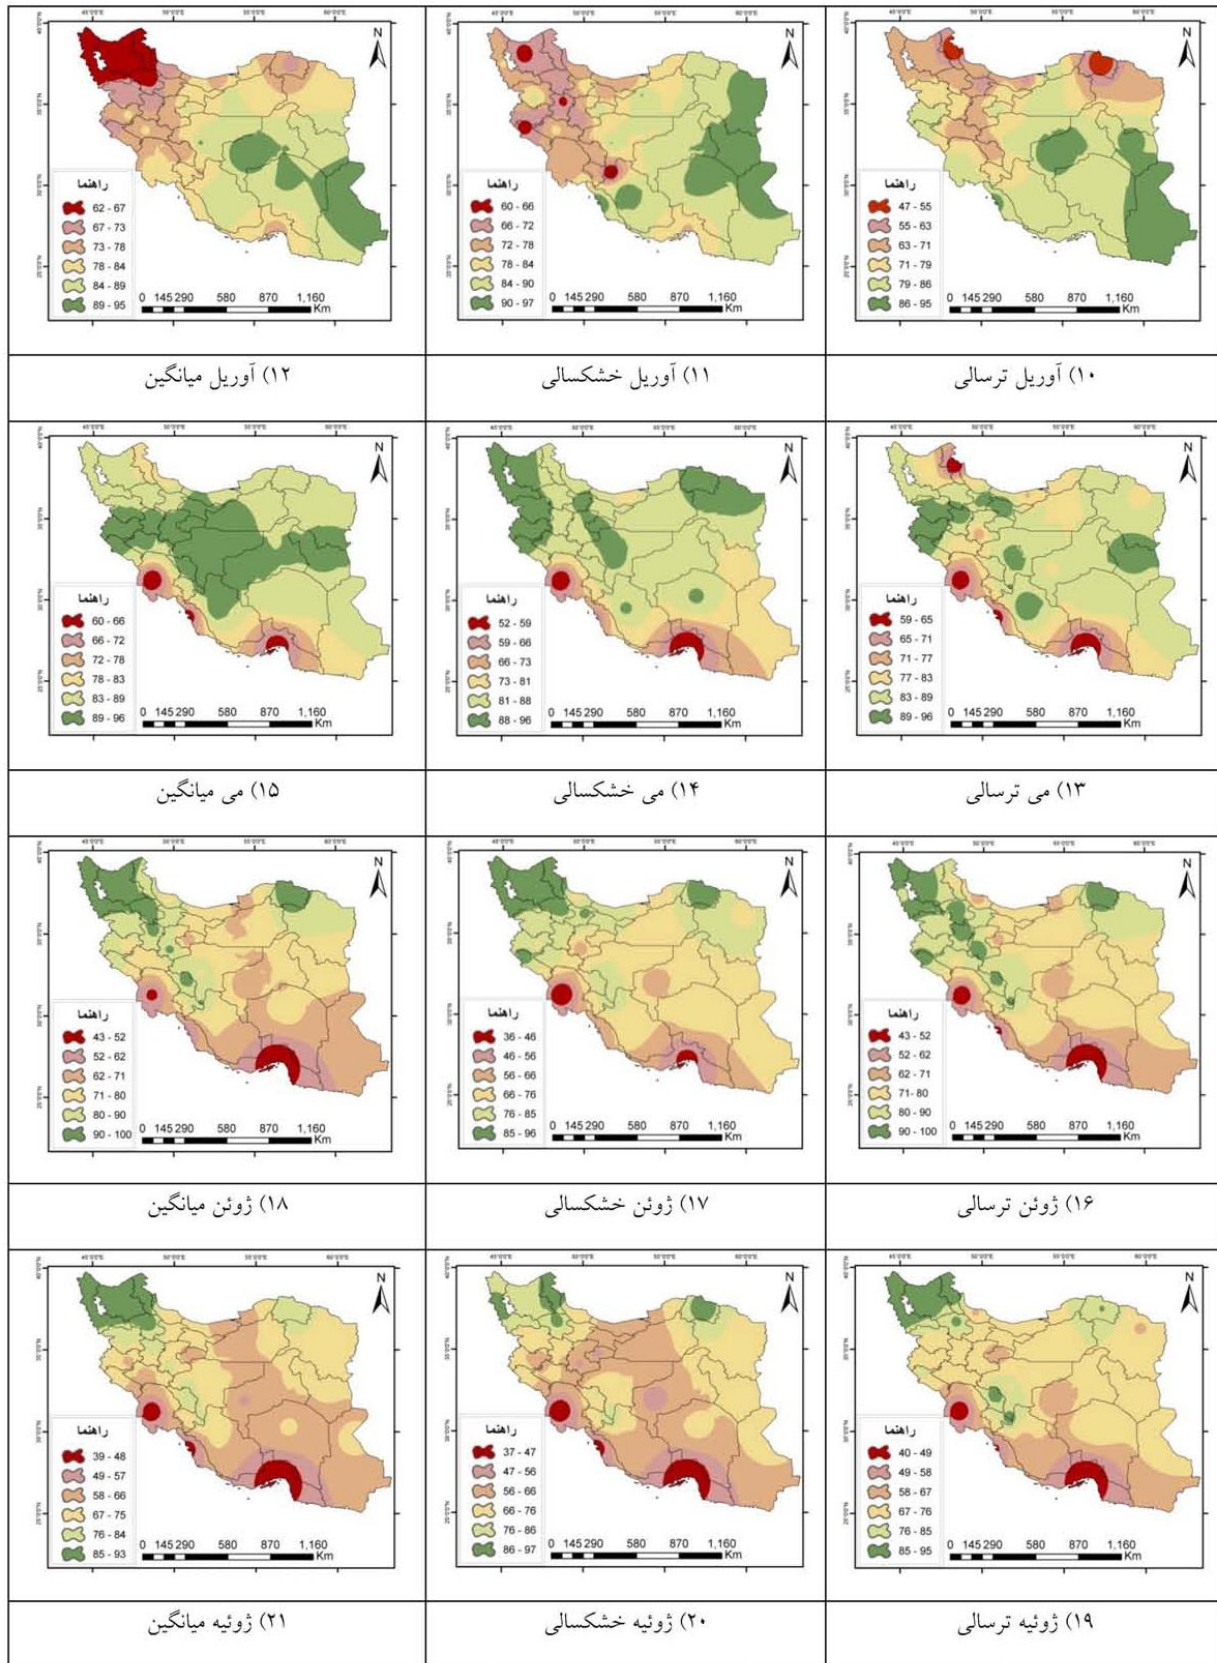 45°0'0"E 50°0'0"E 55°0'0"E 60°0'0"E
N
راهنما
47 - 55
55 - 63
63 - 71
71 - 79
79 - 86
86 - 95
0 145 290 580 870 1,160
Km
۱۰) آوریل ترسالی
N
راهنما
60 - 66
66 - 72
72 - 78
78 - 84
84 - 90
90 - 97
0 145 290 580 870 1,160
Km
۱۱) آوریل خشکسالی
N
راهنما
62 - 67
67 - 73
73 - 78
78 - 84
84 - 89
89 - 95
0 145 290 580 870 1,160
Km
۱۲) آوریل میانگین
N
راهنما
59 - 65
65 - 71
71 - 77
77 - 83
83 - 89
89 - 96
0 145 290 580 870 1,160
Km
۱۳) می ترسالی
N
راهنما
52 - 59
59 - 66
66 - 73
73 - 81
81 - 88
88 - 96
0 145 290 580 870 1,160
Km
۱۴) می خشکسالی
N
راهنما
60 - 66
66 - 72
72 - 78
78 - 83
83 - 89
89 - 96
0 145 290 580 870 1,160
Km
۱۵) می میانگین
N
راهنما
43 - 52
52 - 62
62 - 71
71 - 80
80 - 90
90 - 100
0 145 290 580 870 1,160
Km
۱۶) ژوئن ترسالی
N
راهنما
36 - 46
46 - 56
56 - 66
66 - 76
76 - 85
85 - 96
0 145 290 580 870 1,160
Km
۱۷) ژوئن خشکسالی
N
راهنما
43 - 52
52 - 62
62 - 71
71 - 80
80 - 90
90 - 100
0 145 290 580 870 1,160
Km
۱۸) ژوئن میانگین
N
راهنما
40 - 49
49 - 58
58 - 67
67 - 76
76 - 85
85 - 95
0 145 290 580 870 1,160
Km
۱۹) ژوئیه ترسالی
N
راهنما
37 - 47
47 - 56
56 - 66
66 - 76
76 - 86
86 - 97
0 145 290 580 870 1,160
Km
۲۰) ژوئیه خشکسالی
N
راهنما
39 - 48
49 - 57
58 - 66
67 - 75
76 - 84
85 - 93
0 145 290 580 870 1,160
Km
۲۱) ژوئیه میانگین